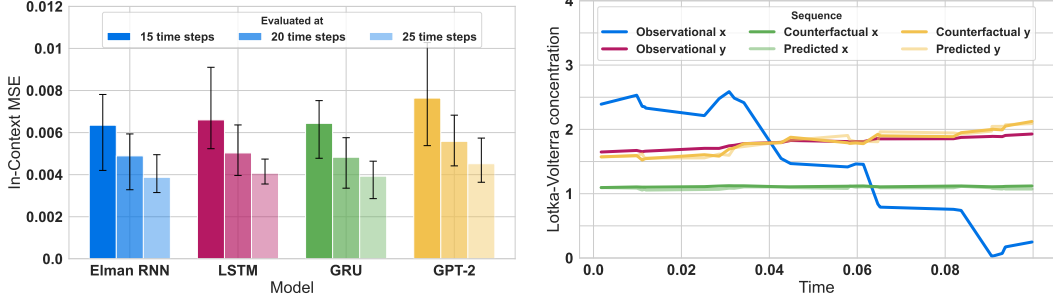 In-Context MSE
0.012
0.010
0.008
0.006
0.004
0.002
0.0
Evaluated at
15 time steps
20 time steps
25 time steps
Elman RNN
LSTM
GRU
GPT-2
Model
Lotka-Volterra concentration
4
3
2
1
0
Sequence
Observational x
Counterfactual x
Counterfactual y
Observational y
Predicted x
Predicted y
0.0
0.02
0.04
0.06
0.08
Time